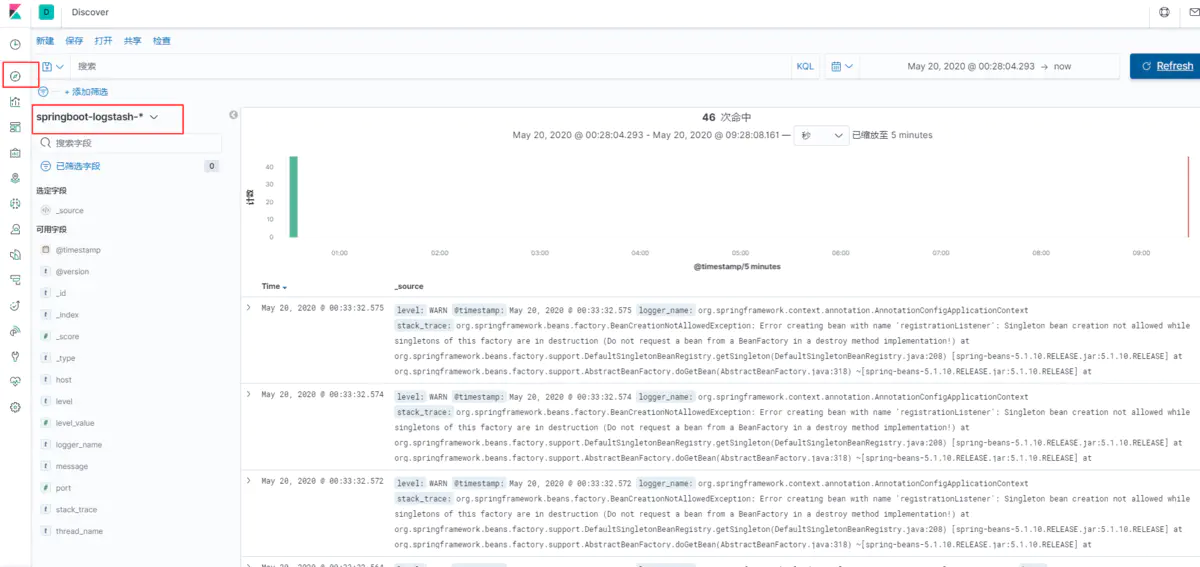 D Discover
新建 保存 打开 共享 检查
搜索 KQL May 20, 2020 @ 00:28:04.293 → now Refresh
+ 添加筛选
springboot-logstash-*
搜索字段
已筛选字段 0
选定字段
_source
可用字段
@timestamp
@version
_id
_index
_score
_type
host
level
level_value
logger_name
message
port
stack_trace
thread_name
46 次命中
May 20, 2020 @ 00:28:04.293 - May 20, 2020 @ 09:28:08.161 — 秒 已缩放至 5 minutes
计数
40
30
20
10
0
01:00 02:00 03:00 04:00 05:00 06:00 07:00 08:00 09:00
@timestamp/5 minutes
Time _source
May 20, 2020 @ 00:33:32.575 level: WARN @timestamp: May 20, 2020 @ 00:33:32.575 logger_name: org.springframework.context.annotation.AnnotationConfigApplicationContext
stack_trace: org.springframework.beans.factory.BeanCreationNotAllowedException: Error creating bean with name `registrationListener`: Singleton bean creation not allowed while
singletons of this factory are in destruction (Do not request a bean from a BeanFactory in a destroy method implementation!) at
org.springframework.beans.factory.support.DefaultSingletonBeanRegistry.getSingleton(DefaultSingletonBeanRegistry.java:208) [spring-beans-5.1.10.RELEASE.jar:5.1.10.RELEASE] at
org.springframework.beans.factory.support.AbstractBeanFactory.doGetBean(AbstractBeanFactory.java:318) ~[spring-beans-5.1.10.RELEASE.jar:5.1.10.RELEASE] at
May 20, 2020 @ 00:33:32.574 level: WARN @timestamp: May 20, 2020 @ 00:33:32.574 logger_name: org.springframework.context.annotation.AnnotationConfigApplicationContext
stack_trace: org.springframework.beans.factory.BeanCreationNotAllowedException: Error creating bean with name `registrationListener`: Singleton bean creation not allowed while
singletons of this factory are in destruction (Do not request a bean from a BeanFactory in a destroy method implementation!) at
org.springframework.beans.factory.support.DefaultSingletonBeanRegistry.getSingleton(DefaultSingletonBeanRegistry.java:208) [spring-beans-5.1.10.RELEASE.jar:5.1.10.RELEASE] at
org.springframework.beans.factory.support.AbstractBeanFactory.doGetBean(AbstractBeanFactory.java:318) ~[spring-beans-5.1.10.RELEASE.jar:5.1.10.RELEASE] at
May 20, 2020 @ 00:33:32.572 level: WARN @timestamp: May 20, 2020 @ 00:33:32.572 logger_name: org.springframework.context.annotation.AnnotationConfigApplicationContext
stack_trace: org.springframework.beans.factory.BeanCreationNotAllowedException: Error creating bean with name `registrationListener`: Singleton bean creation not allowed while
singletons of this factory are in destruction (Do not request a bean from a BeanFactory in a destroy method implementation!) at
org.springframework.beans.factory.support.DefaultSingletonBeanRegistry.getSingleton(DefaultSingletonBeanRegistry.java:208) [spring-beans-5.1.10.RELEASE.jar:5.1.10.RELEASE] at
org.springframework.beans.factory.support.AbstractBeanFactory.doGetBean(AbstractBeanFactory.java:318) ~[spring-beans-5.1.10.RELEASE.jar:5.1.10.RELEASE] at